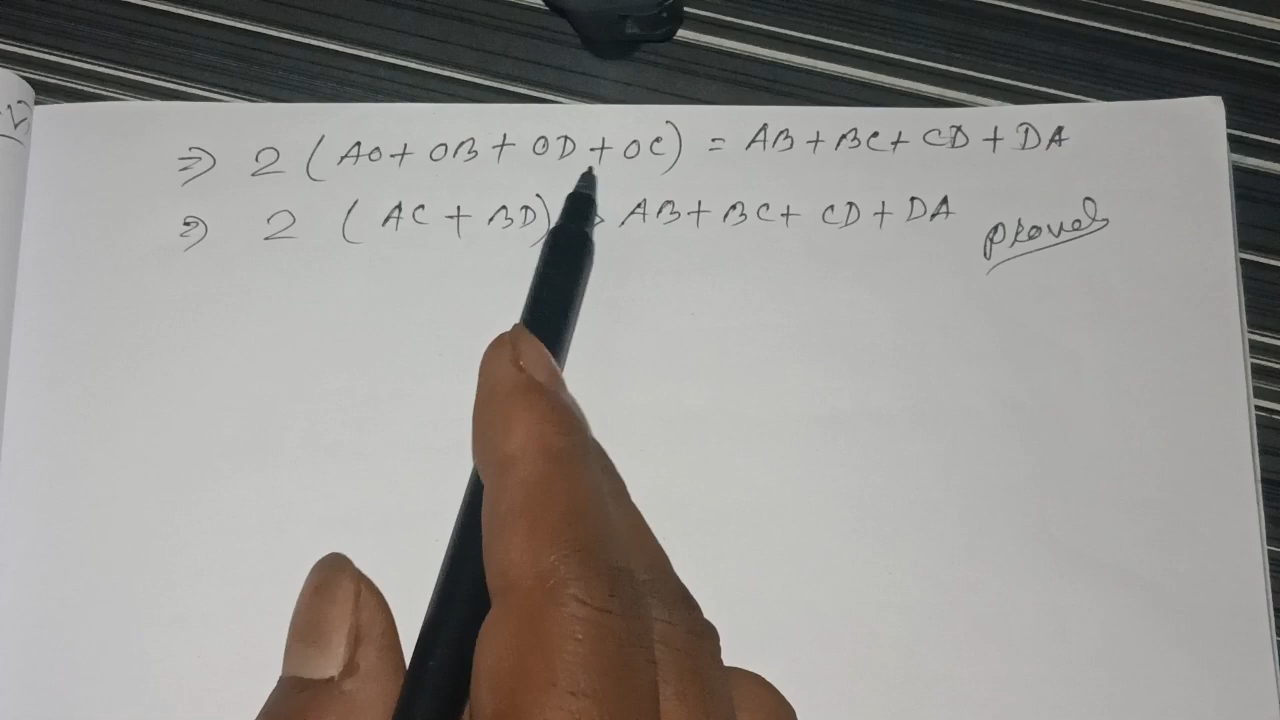 ⇒ 2 (AO + OB + OD + OC) = AB + BC + CD + DA
⇒ 2 (AC + BD) > AB + BC + CD + DA proved